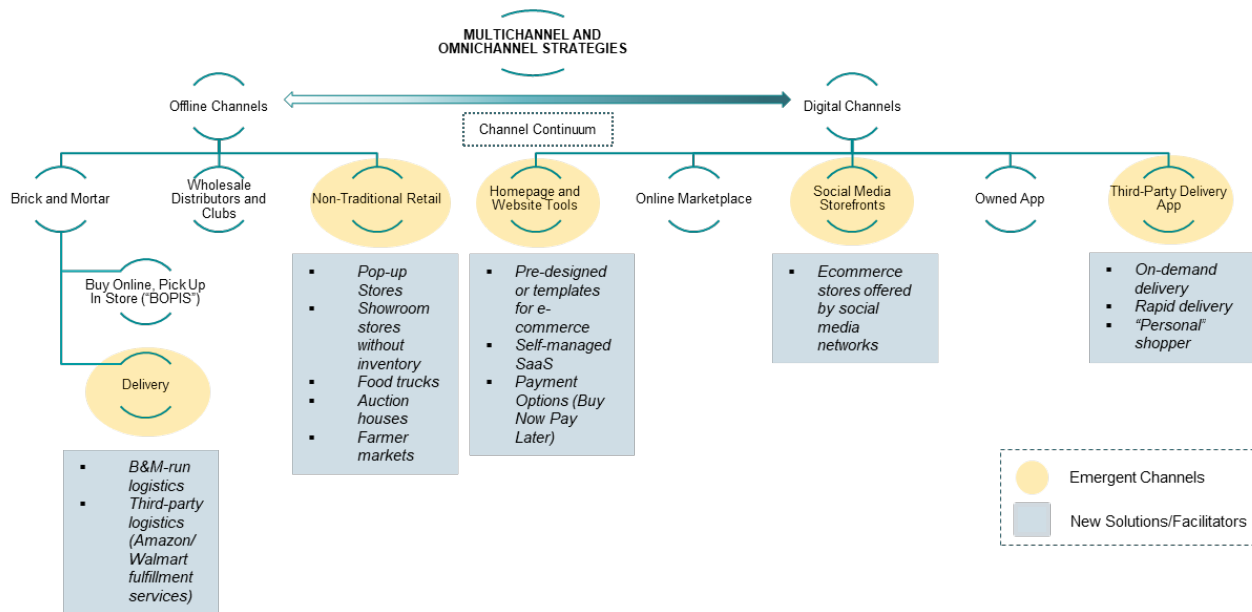 MULTICHANNEL AND
OMNICHANNEL STRATEGIES
Offline Channels
Digital Channels
Channel Continuum
Brick and Mortar
Wholesale
Distributors and
Clubs
Non-Traditional Retail
Homepage and
Website Tools
Online Marketplace
Social Media
Storefronts
Owned App
Third-Party Delivery
App
Buy Online, Pick Up
In Store ("BOPIS")
Delivery
▪ B&M-run
logistics
▪ Third-party
logistics
(Amazon/
Walmart
fulfillment
services)
▪ Pop-up
Stores
▪ Showroom
stores
without
inventory
▪ Food trucks
▪ Auction
houses
▪ Farmer
markets
▪ Pre-designed
or templates
for e-
commerce
▪ Self-managed
SaaS
▪ Payment
Options (Buy
Now Pay
Later)
▪ Ecommerce
stores offered
by social
media
networks
▪ On-demand
delivery
▪ Rapid delivery
▪ "Personal"
shopper
Emergent Channels
New Solutions/Facilitators